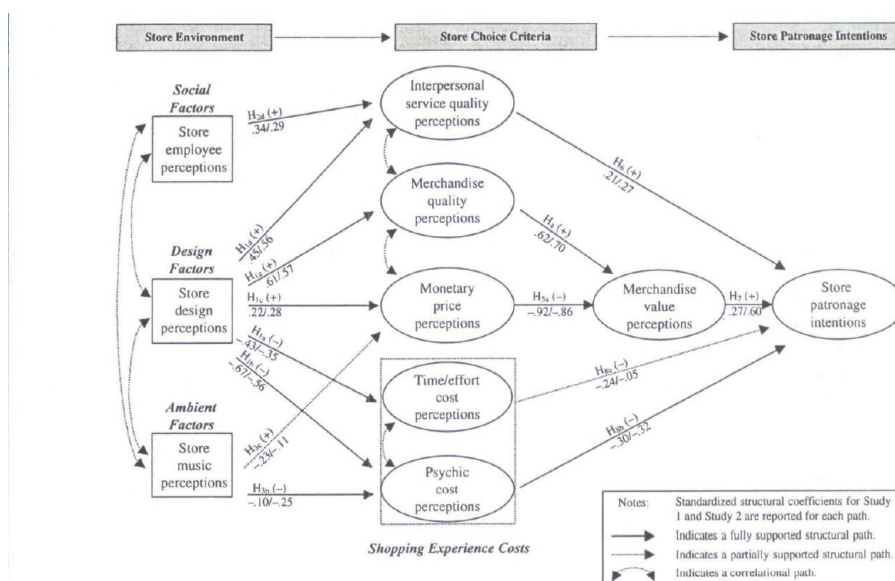 Store Environment
Store Choice Criteria
Store Patronage Intentions
Social
Factors
Store
employee
perceptions
H2d (+)
.34/.29
Interpersonal
service quality
perceptions
H6 (+)
.21/.27
Merchandise
quality
perceptions
H4 (+)
.62/.70
Design
Factors
Store
design
perceptions
H1d (+)
.45/.56
H1e (+)
.61/.57
H1c (+)
.22/.28
H1a (−)
−.43/−.35
H1b (−)
−.67/−.56
Monetary
price
perceptions
H5a (−)
−.92/−.86
Merchandise
value
perceptions
H7 (+)
.27/.60
Store
patronage
intentions
Time/effort
cost
perceptions
H8a (−)
−.24/−.05
Ambient
Factors
Store
music
perceptions
H3c (+)
−.23/−.11
H3b (−)
−.10/−.25
Psychic
cost
perceptions
H8b (−)
−.30/−.32
Shopping Experience Costs
Notes: Standardized structural coefficients for Study
1 and Study 2 are reported for each path.
Indicates a fully supported structural path.
Indicates a partially supported structural path.
Indicates a correlational path.